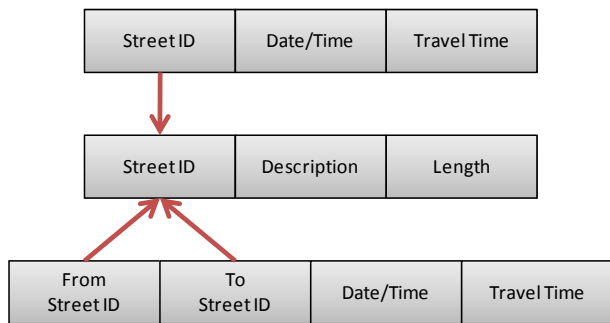 Street ID
Date/Time
Travel Time
Street ID
Description
Length
From
Street ID
To
Street ID
Date/Time
Travel Time